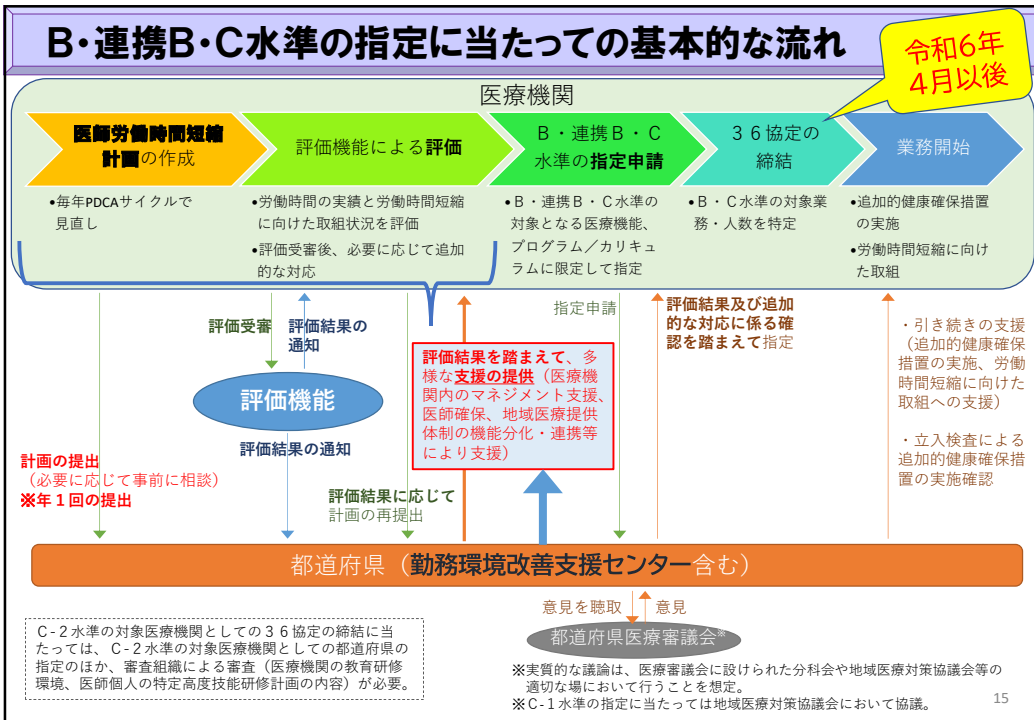 B・連携B・C水準の指定に当たっての基本的な流れ
令和6年
4月以後
医療機関
医師労働時間短縮
計画の作成
評価機能による評価
B・連携B・C
水準の指定申請
36協定の
締結
業務開始
•毎年PDCAサイクルで
見直し
•労働時間の実績と労働時間短縮
に向けた取組状況を評価
•評価受審後、必要に応じて追加
的な対応
•B・連携B・C水準の
対象となる医療機能、
プログラム/カリキュ
ラムに限定して指定
•B・C水準の対象業
務・人数を特定
•追加的健康確保措置
の実施
•労働時間短縮に向け
た取組
評価受審
評価結果の
通知
評価機能
評価結果の通知
計画の提出
(必要に応じて事前に相談)
※年1回の提出
評価結果に応じて
計画の再提出
評価結果を踏まえて、多
様な支援の提供(医療機
関内のマネジメント支援、
医師確保、地域医療提供
体制の機能分化・連携等
により支援)
指定申請
評価結果及び追加
的な対応に係る確
認を踏まえて指定
・引き続きの支援
(追加的健康確保
措置の実施、労働
時間短縮に向けた
取組への支援)
・立入検査による
追加的健康確保措
置の実施確認
都道府県(勤務環境改善支援センター含む)
意見を聴取
意見
都道府県医療審議会※
C-2水準の対象医療機関としての36協定の締結に当
たっては、C-2水準の対象医療機関としての都道府県の
指定のほか、審査組織による審査(医療機関の教育研修
環境、医師個人の特定高度技能研修計画の内容)が必要。
※実質的な議論は、医療審議会に設けられた分科会や地域医療対策協議会等の
適切な場において行うことを想定。
※C-1水準の指定に当たっては地域医療対策協議会において協議。
15